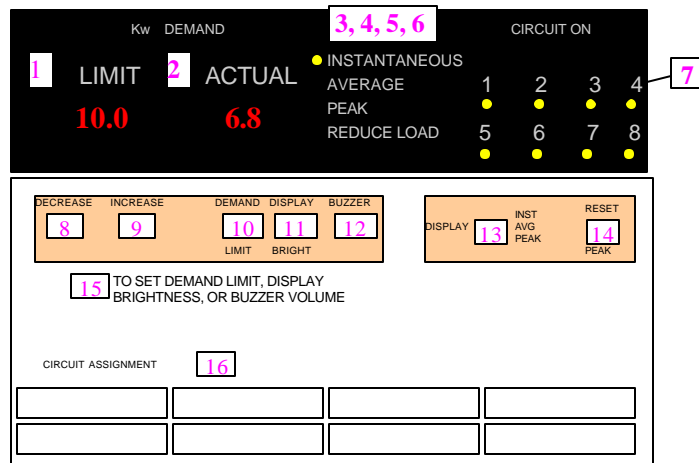 Kw DEMAND
3, 4, 5, 6
CIRCUIT ON
1 LIMIT
2 ACTUAL
10.0
6.8
INSTANTANEOUS
AVERAGE
PEAK
REDUCE LOAD
1 2 3 4
5 6 7 8
7
DECREASE INCREASE DEMAND DISPLAY BUZZER
8 9 10 11 12
LIMIT BRIGHT
DISPLAY 13
INST
AVG
PEAK
RESET
14
PEAK
15 TO SET DEMAND LIMIT, DISPLAY
BRIGHTNESS, OR BUZZER VOLUME
CIRCUIT ASSIGNMENT 16